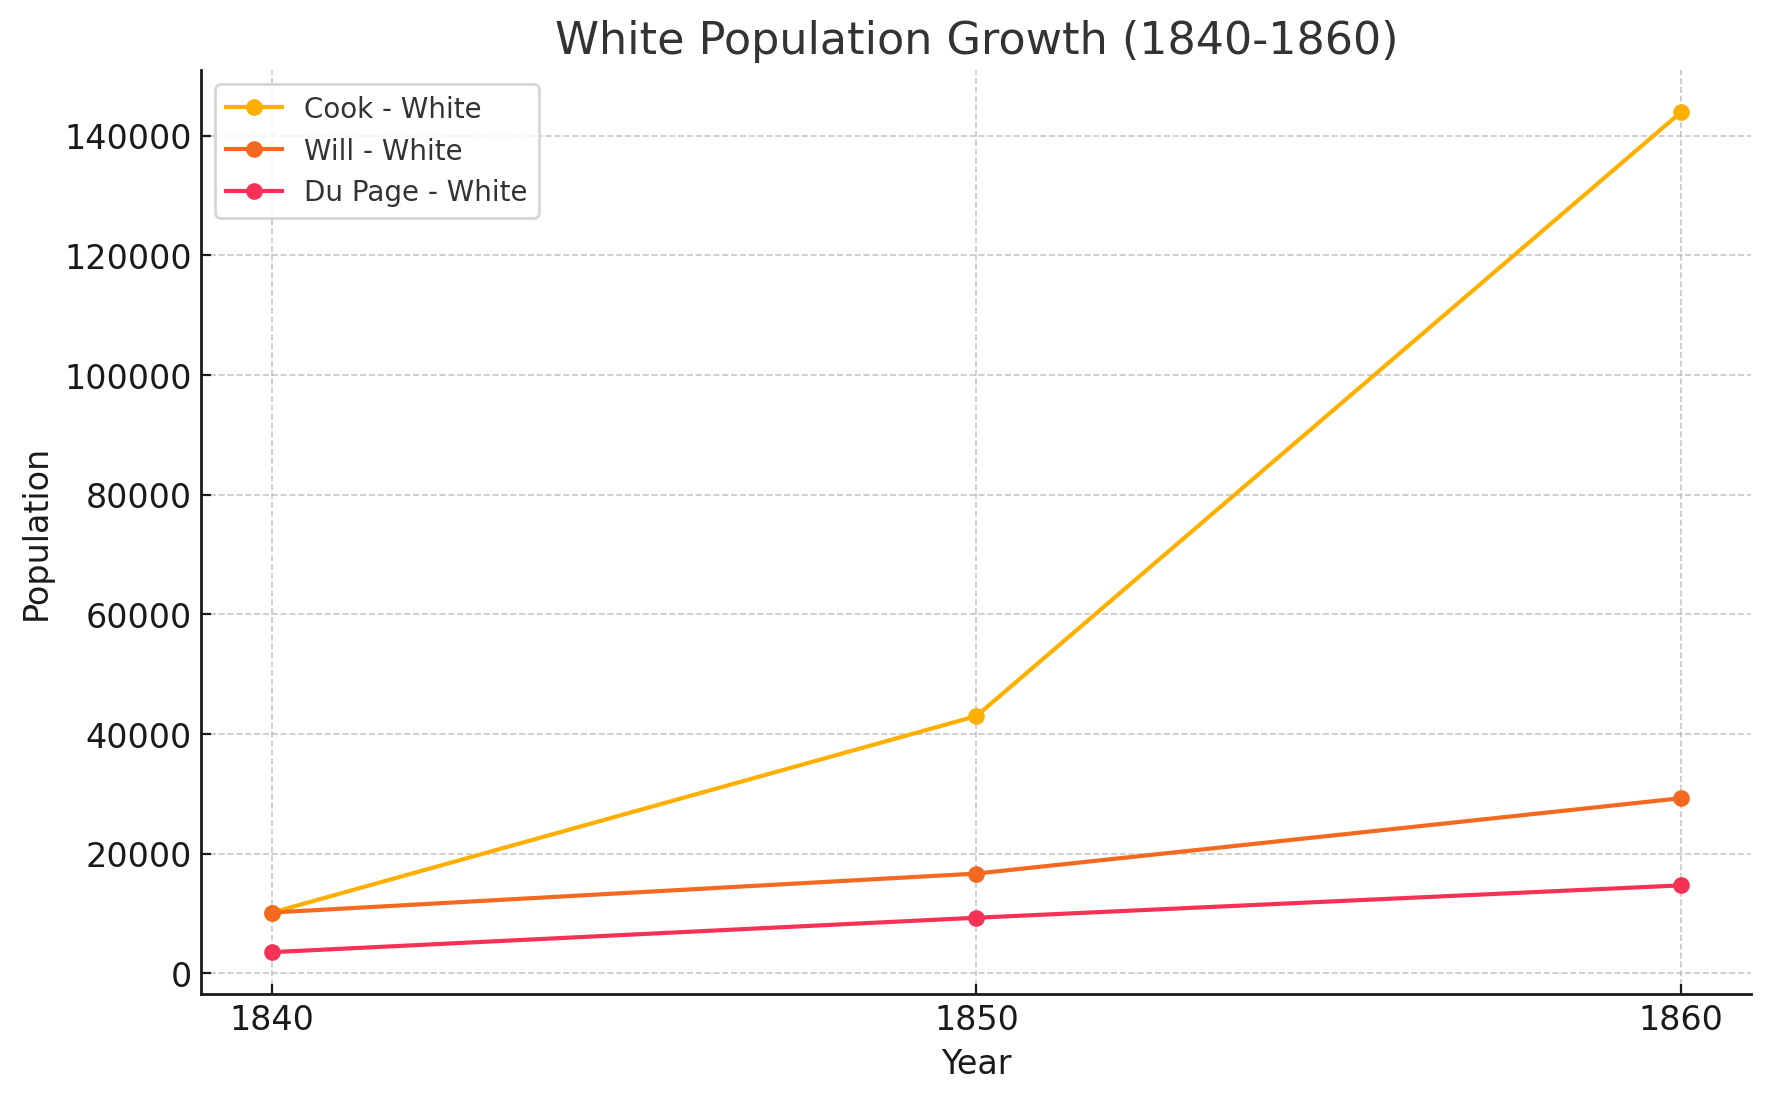 White Population Growth (1840-1860)
Cook - White
Will - White
Du Page - White
140000
120000
100000
80000
60000
40000
20000
0
Population
1840 1850 1860
Year